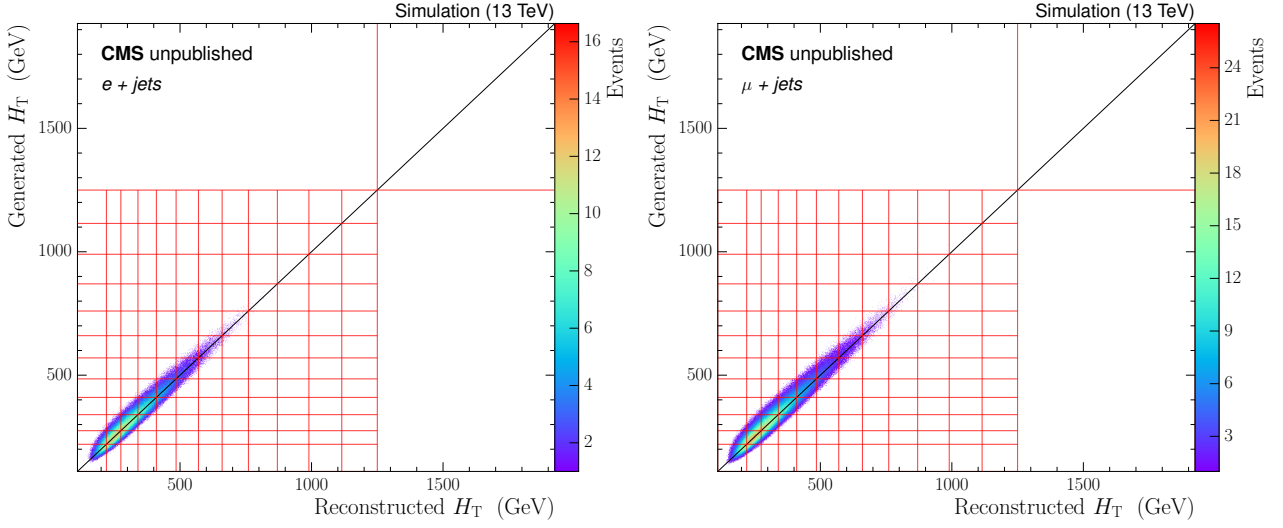 Simulation (13 TeV)
CMS unpublished
e + jets
Generated H_T (GeV)
1500
1000
500
500
1000
1500
Reconstructed H_T (GeV)
16
14
12
10
8
6
4
2
Events
Simulation (13 TeV)
CMS unpublished
μ + jets
Generated H_T (GeV)
1500
1000
500
500
1000
1500
Reconstructed H_T (GeV)
24
21
18
15
12
9
6
3
Events